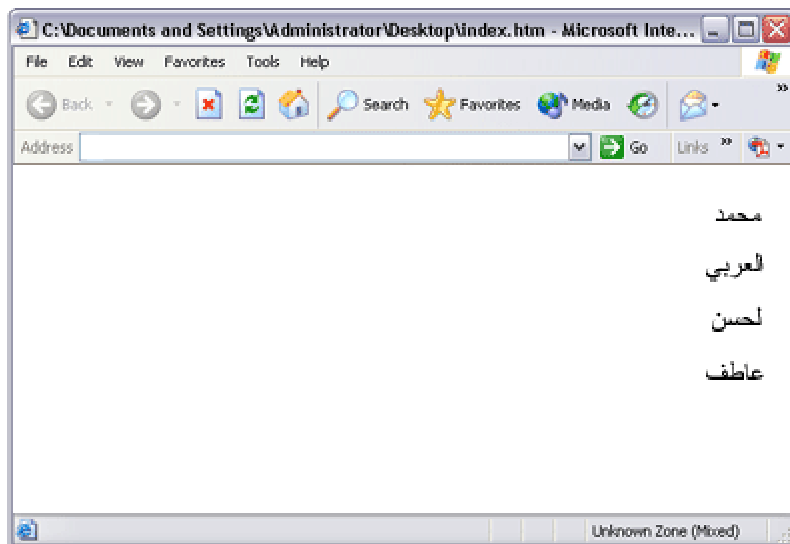 C:\Documents and Settings\Administrator\Desktop\index.htm - Microsoft Inte...
File Edit View Favorites Tools Help
Back Search Favorites Media
Address Go Links
محمد
العربي
لحسن
عاطف
Unknown Zone (Mixed)